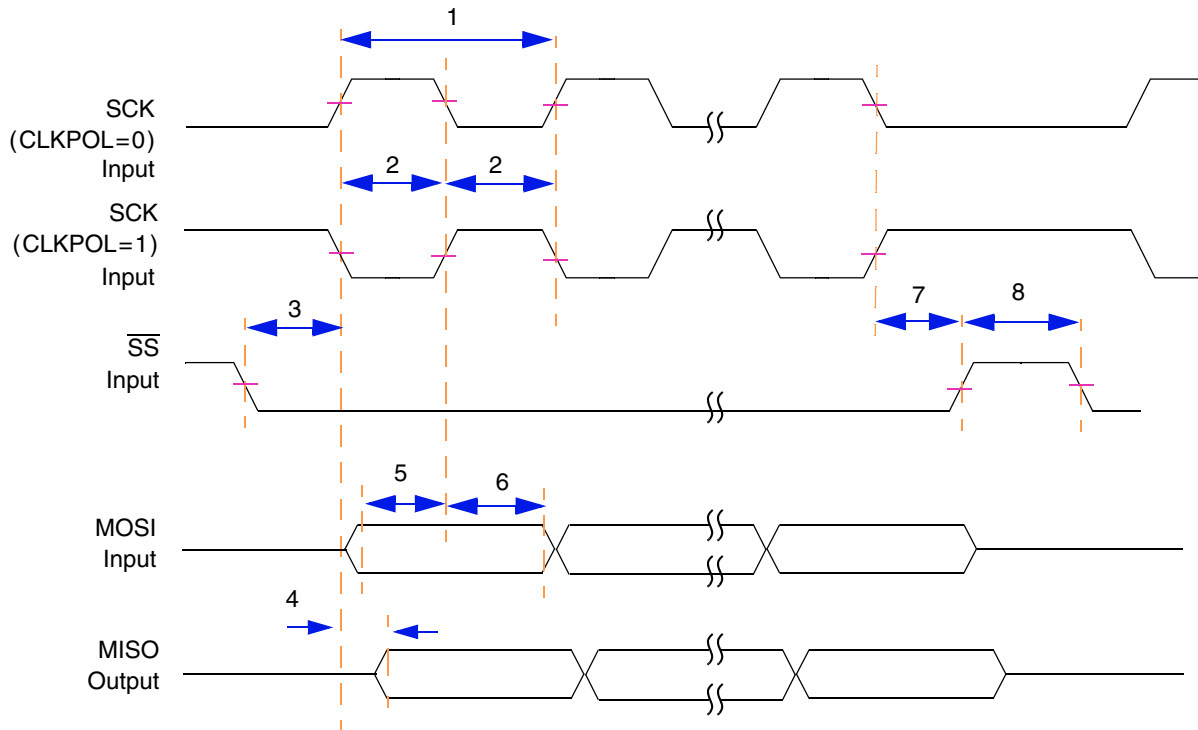 1
SCK
(CLKPOL=0)
Input
2 2
SCK
(CLKPOL=1)
Input
3 7 8
SS
Input
5 6
MOSI
Input
4
MISO
Output